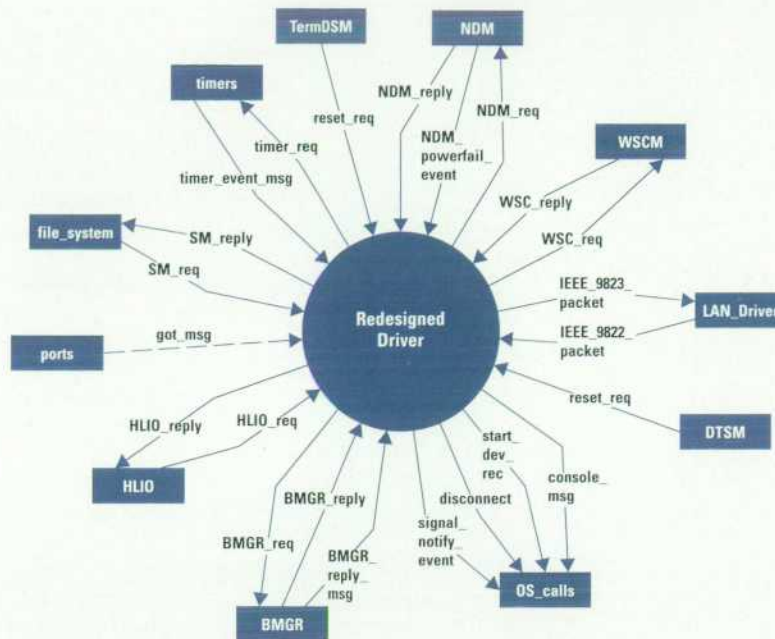 TermDSM
NDM
timers
NDM_reply
reset_req
NDM_req
NDM_
powerfail_
event
timer_req
WSCM
timer_event_msg
WSC_reply
file_system
SM_reply
WSC_req
SM_req
IEEE_9823_
packet
Redesigned
Driver
LAN_Driver
IEEE_9822_
packet
ports
got_msg
reset_req
HLIO_reply
HLIO_req
DTSM
start_
dev_
rec
console_
msg
HLIO
BMGR_reply
disconnect
BMGR_req
signal_
notify_
event
BMGR_
reply_
msg
OS_calls
BMGR